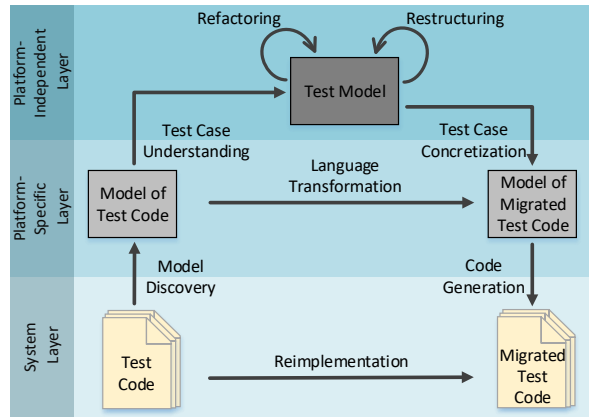 Refactoring
Restructuring
Platform-
Independent
Layer
Test Model
Test Case
Understanding
Test Case
Concretization
Platform-
Specific
Layer
Model of
Test Code
Language
Transformation
Model of
Migrated
Test Code
Model
Discovery
Code
Generation
System
Layer
Test
Code
Reimplementation
Migrated
Test
Code